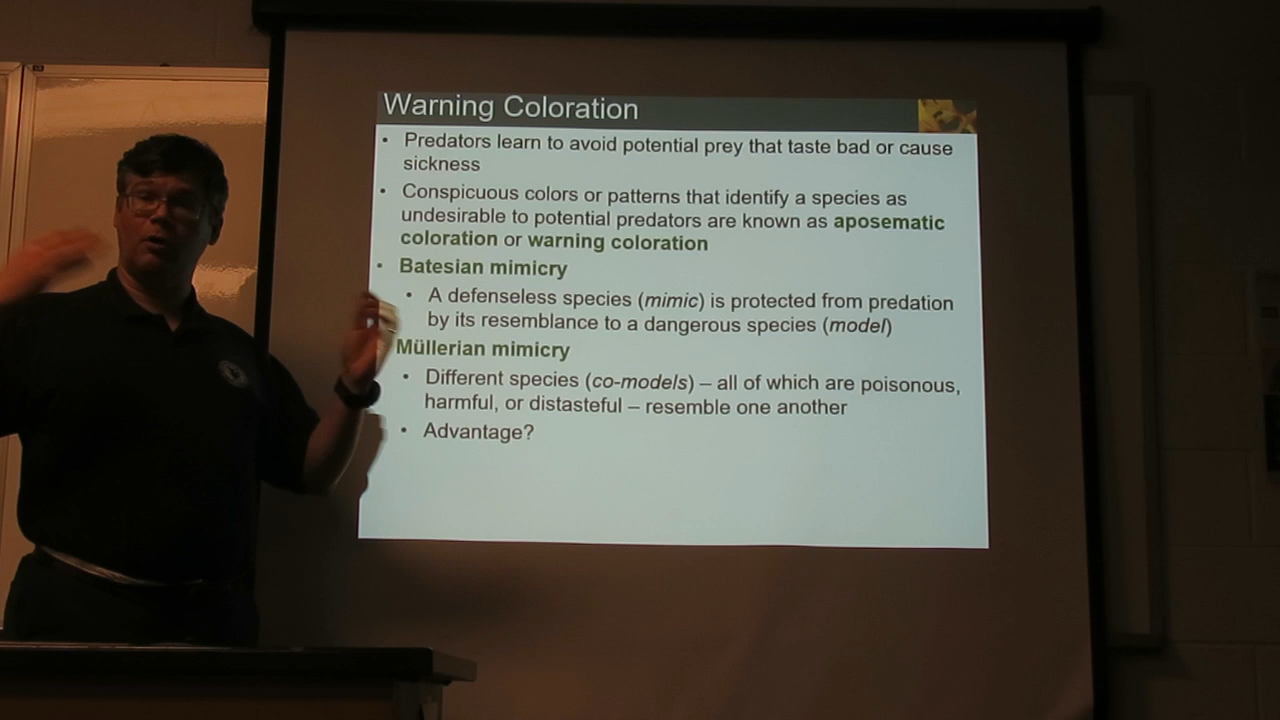 Warning Coloration
• Predators learn to avoid potential prey that taste bad or cause
sickness
• Conspicuous colors or patterns that identify a species as
undesirable to potential predators are known as aposematic
coloration or warning coloration
• Batesian mimicry
• A defenseless species (mimic) is protected from predation
by its resemblance to a dangerous species (model)
Müllerian mimicry
• Different species (co-models) – all of which are poisonous,
harmful, or distasteful – resemble one another
• Advantage?